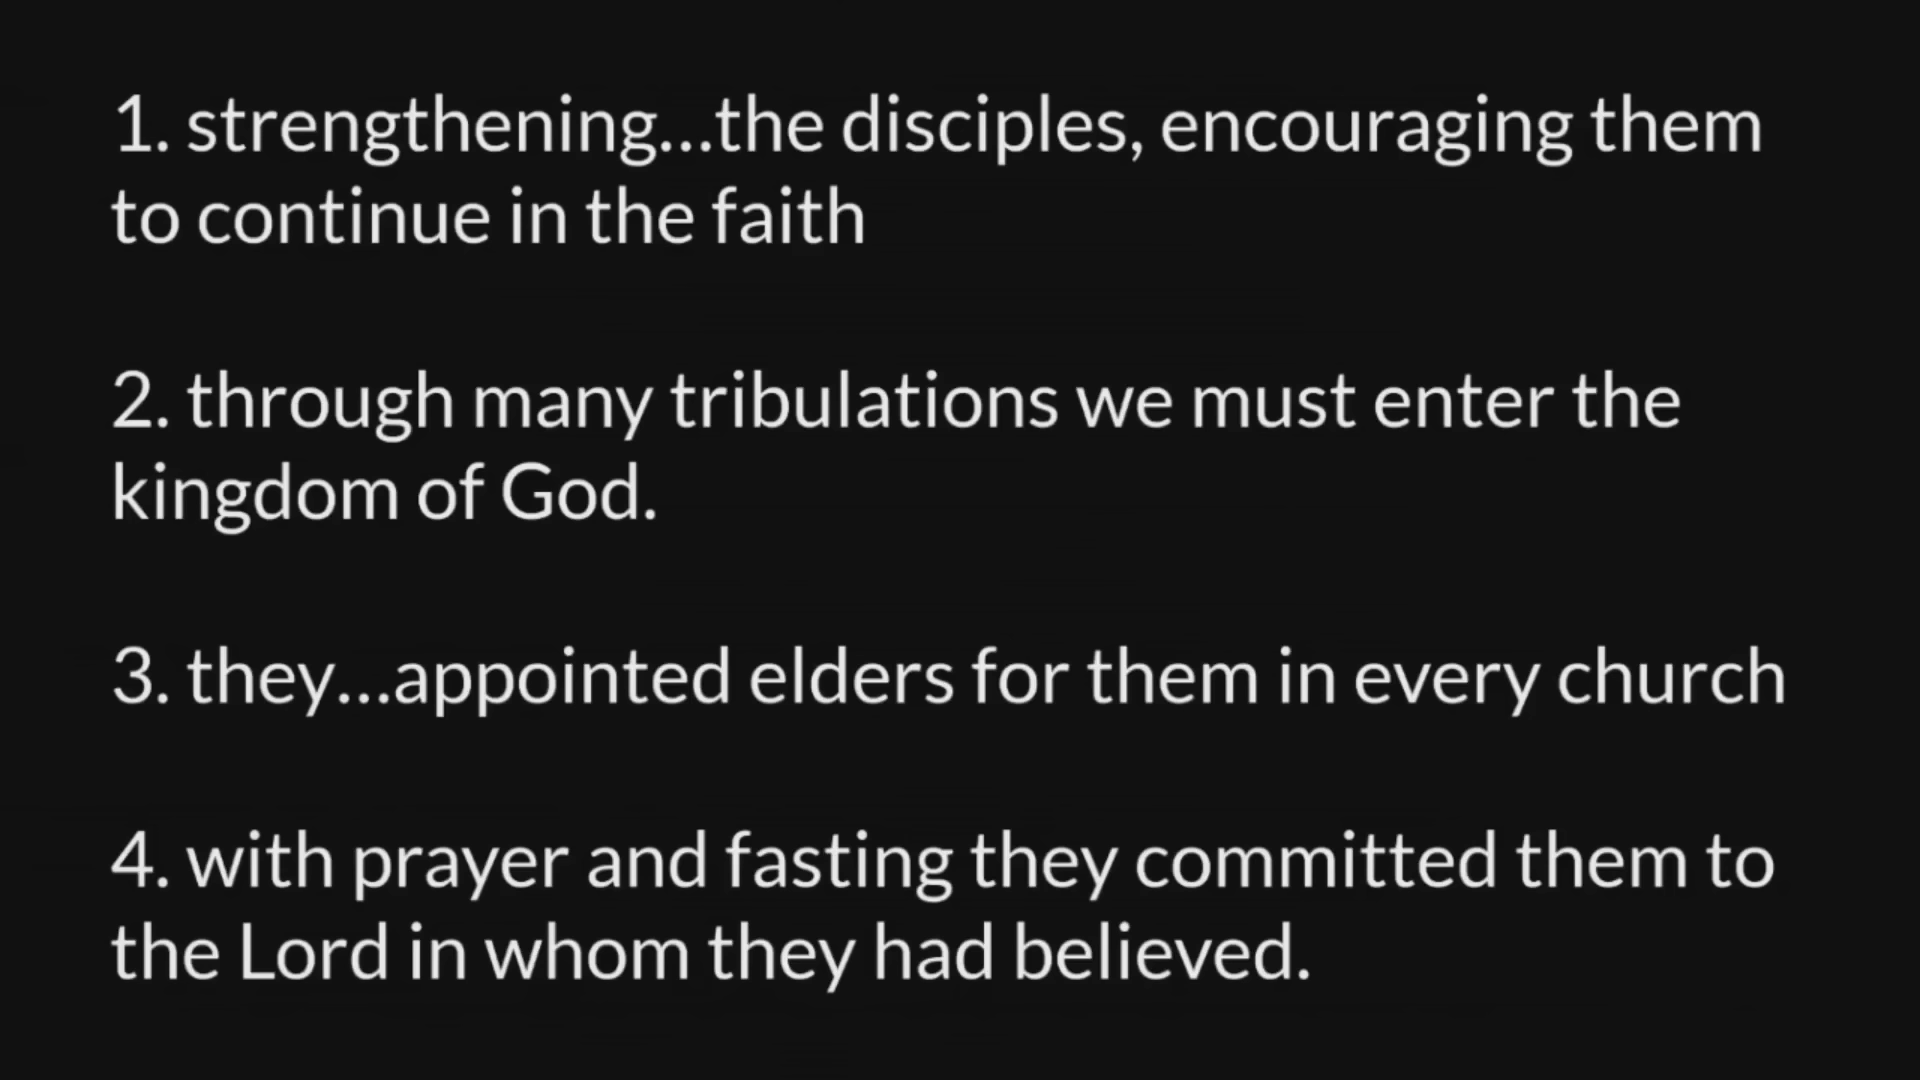 1. strengthening...the disciples, encouraging them
to continue in the faith
2. through many tribulations we must enter the
kingdom of God.
3. they...appointed elders for them in every church
4. with prayer and fasting they committed them to
the Lord in whom they had believed.